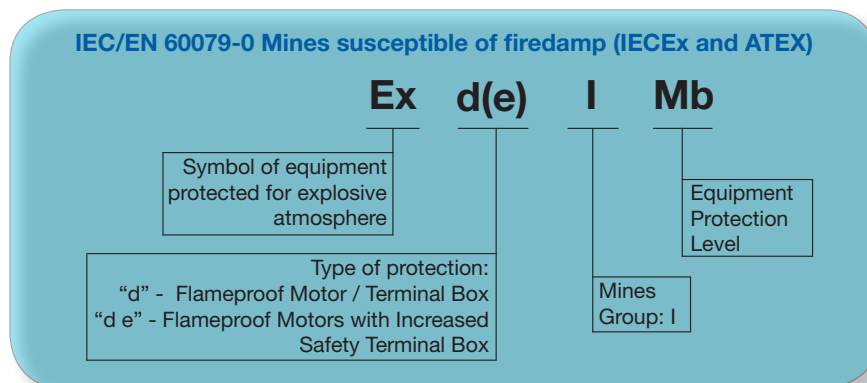 IEC/EN 60079-0 Mines susceptible of firedamp (IECEx and ATEX)
Ex d(e) I Mb
Symbol of equipment
protected for explosive
atmosphere
Equipment
Protection
Level
Type of protection:
“d” - Flameproof Motor / Terminal Box
“d e” - Flameproof Motors with Increased
Safety Terminal Box
Mines
Group: I